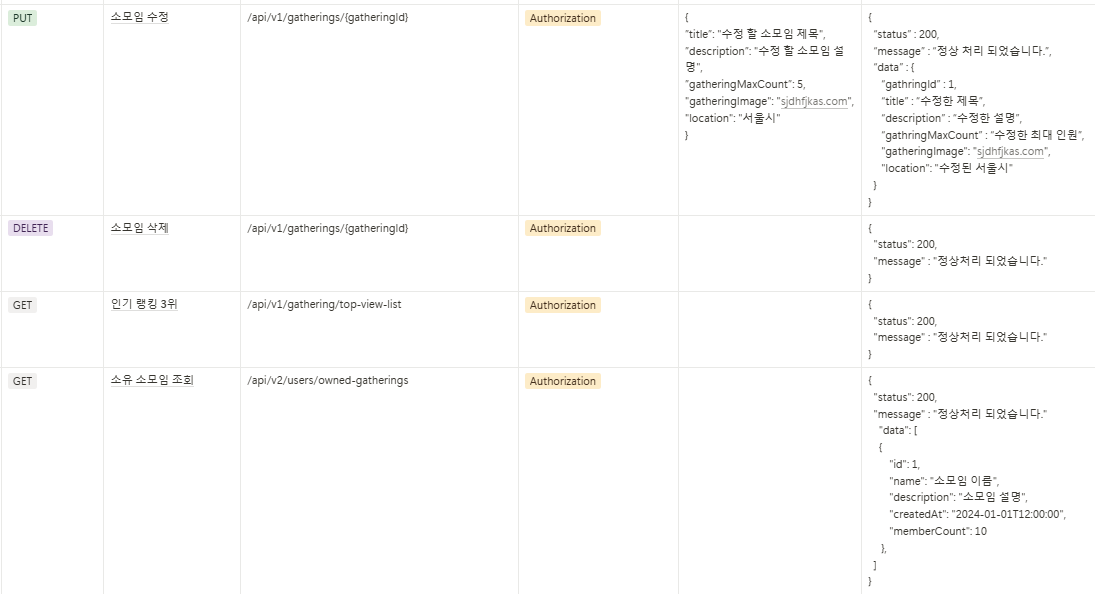 PUT
소모임 수정
/api/v1/gatherings/{gatheringId}
Authorization
{
"title": "수정 할 소모임 제목",
"description": "수정 할 소모임 설
명",
"gatheringMaxCount": 5,
"gatheringImage": "sjdhfjkas.com",
"location": "서울시"
}
{
"status" : 200,
"message" : "정상 처리 되었습니다.",
"data" : {
"gathringId" : 1,
"title" : "수정한 제목",
"description" : "수정한 설명",
"gathringMaxCount" : "수정한 최대 인원",
"gatheringImage": "sjdhfjkas.com",
"location": "수정된 서울시"
}
}
DELETE
소모임 삭제
/api/v1/gatherings/{gatheringId}
Authorization
{
"status": 200,
"message" : "정상처리 되었습니다."
}
GET
인기 랭킹 3위
/api/v1/gathering/top-view-list
Authorization
{
"status": 200,
"message" : "정상처리 되었습니다."
}
GET
소유 소모임 조회
/api/v2/users/owned-gatherings
Authorization
{
"status": 200,
"message" : "정상처리 되었습니다."
"data": [
{
"id": 1,
"name": "소모임 이름",
"description": "소모임 설명",
"createdAt": "2024-01-01T12:00:00",
"memberCount": 10
},
]
}